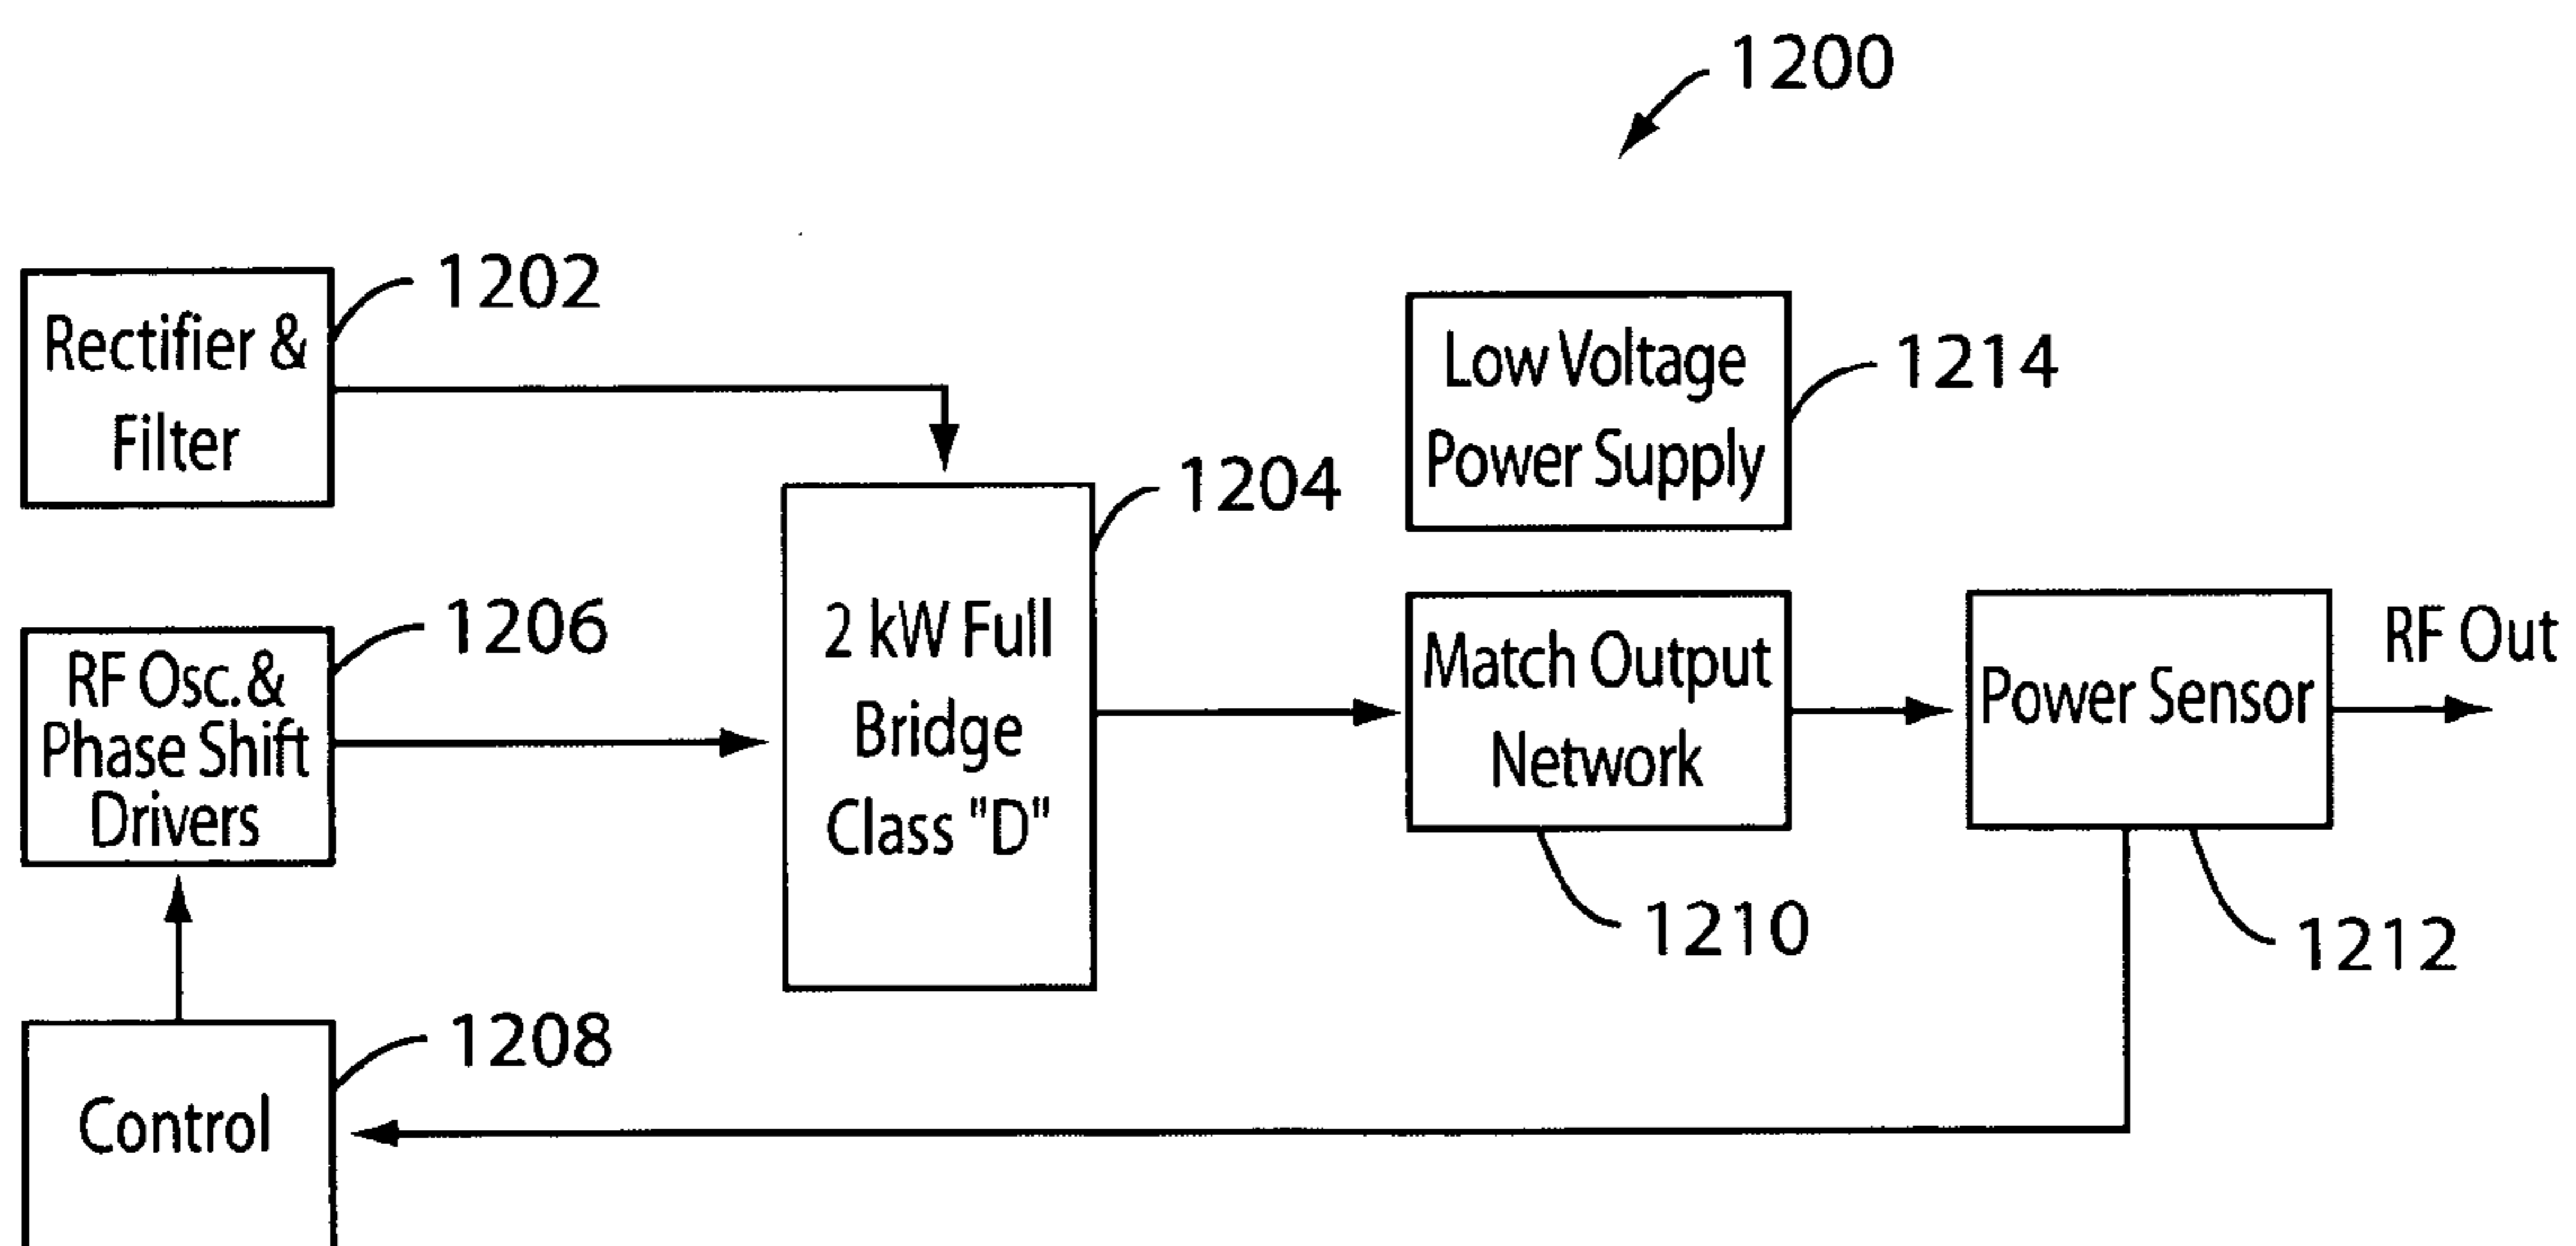 1200
1202
Rectifier &
Filter
1214
Low Voltage
Power Supply
1204
2 kW Full
Bridge
Class "D"
1206
RF Osc. &
Phase Shift
Drivers
Match Output
Network
1210
Power Sensor
1212
RF Out
1208
Control